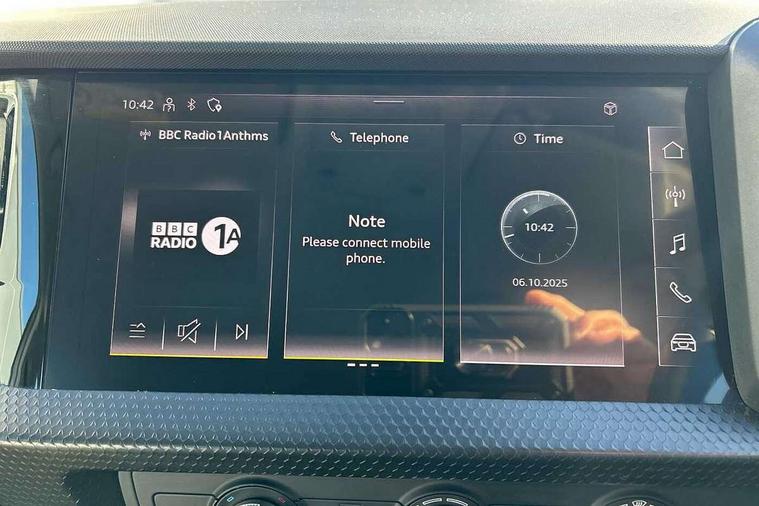 10:42
BBC Radio1Anthms
BBC
RADIO 1A
Telephone
Note
Please connect mobile
phone.
Time
10:42
06.10.2025